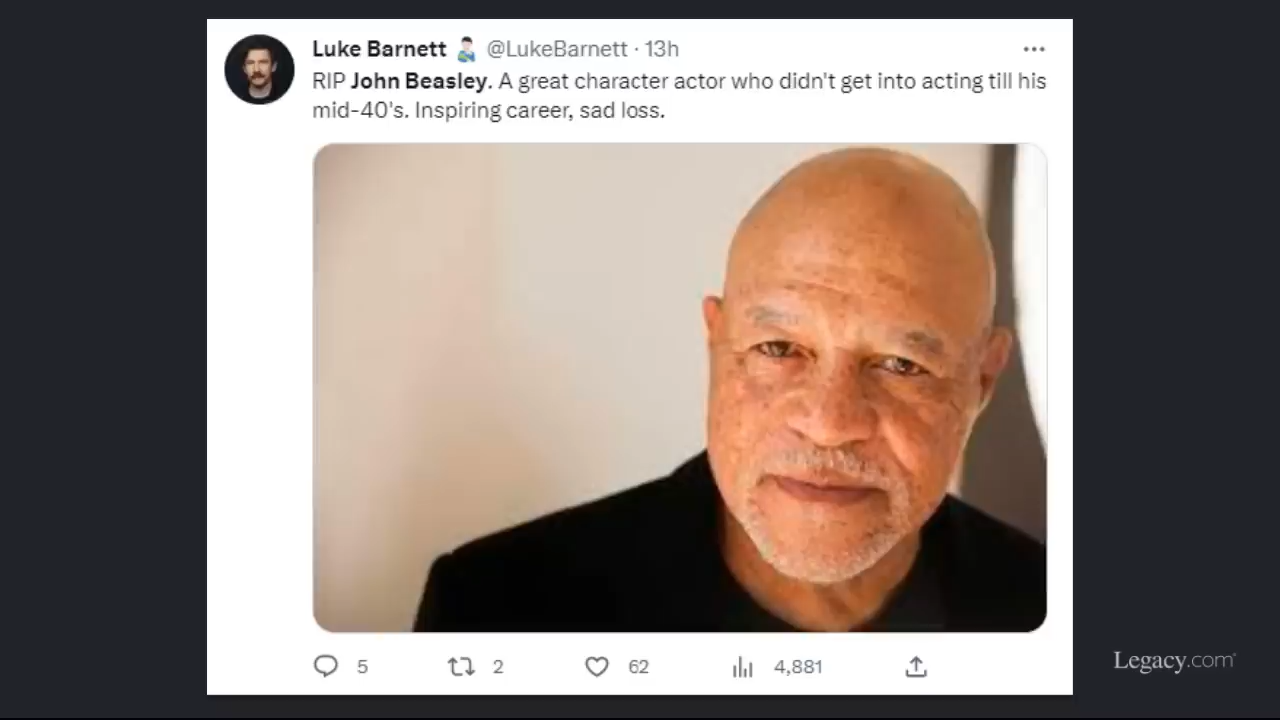 Luke Barnett @LukeBarnett · 13h
RIP John Beasley. A great character actor who didn't get into acting till his
mid-40's. Inspiring career, sad loss.
5 2 62 4,881
Legacy.com